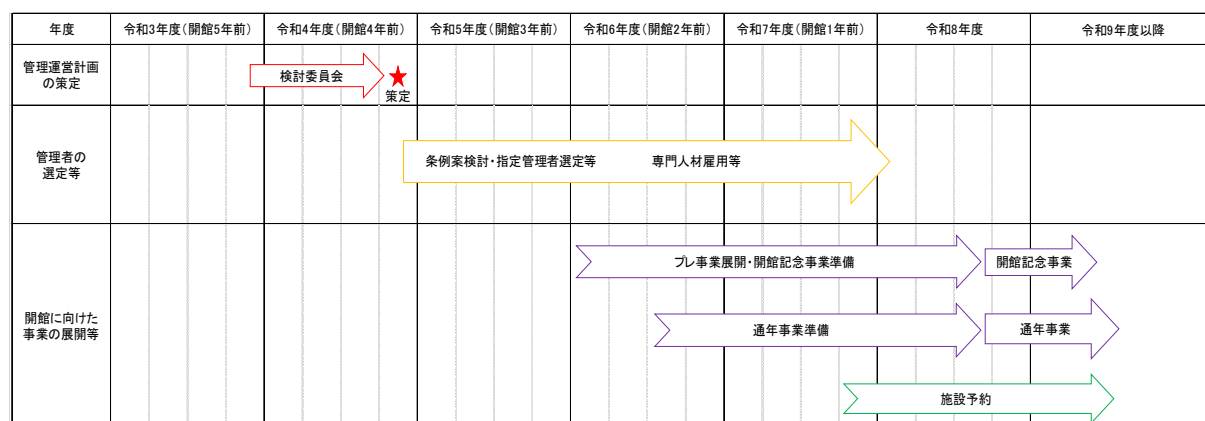 年度
令和3年度(開館5年前)
令和4年度(開館4年前)
令和5年度(開館3年前)
令和6年度(開館2年前)
令和7年度(開館1年前)
令和8年度
令和9年度以降
管理運営計画
の策定
検討委員会
策定
管理者の
選定等
条例案検討・指定管理者選定等
専門人材雇用等
開館に向けた
事業の展開等
プレ事業展開・開館記念事業準備
開館記念事業
通年事業準備
通年事業
施設予約